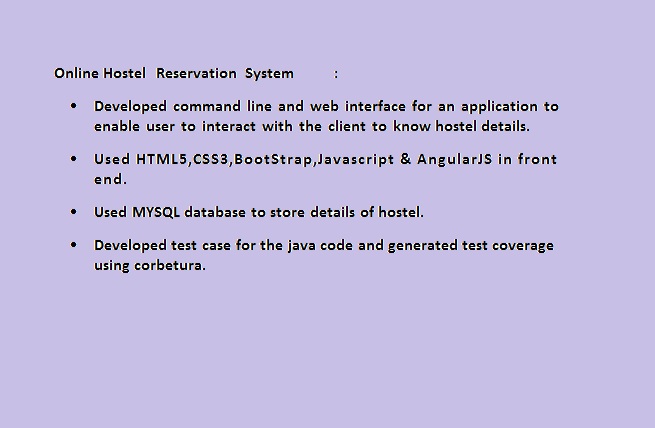 Online Hostel Reservation System :
• Developed command line and web interface for an application to
enable user to interact with the client to know hostel details.
• Used HTML5,CSS3,BootStrap,Javascript & AngularJS in front
end.
• Used MYSQL database to store details of hostel.
• Developed test case for the java code and generated test coverage
using corbetura.